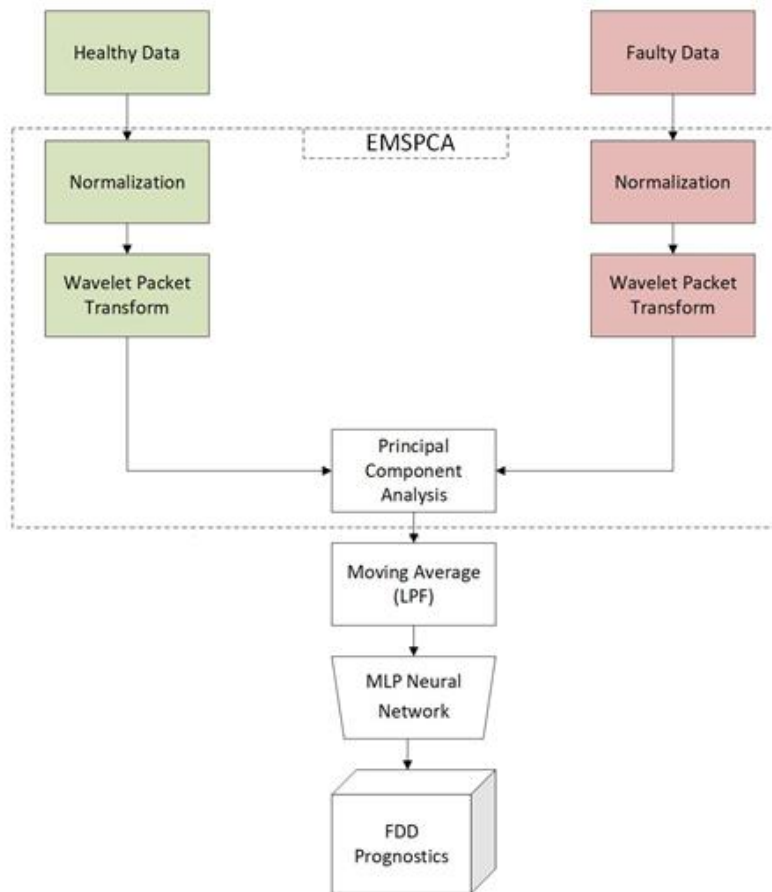 Healthy Data
Faulty Data
EMSPCA
Normalization
Normalization
Wavelet Packet
Transform
Wavelet Packet
Transform
Principal
Component
Analysis
Moving Average
(LPF)
MLP Neural
Network
FDD
Prognostics